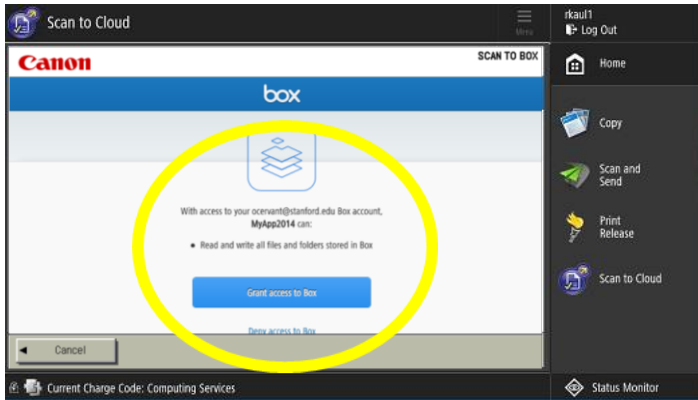 Scan to Cloud
Menu
rkaul1
Log Out
Canon
SCAN TO BOX
box
With access to your ocervant@stanford.edu Box account,
MyApp2014 can:
• Read and write all files and folders stored in Box
Grant access to Box
Deny access to Box
Cancel
Current Charge Code: Computing Services
Home
Copy
Scan and
Send
Print
Release
Scan to Cloud
Status Monitor